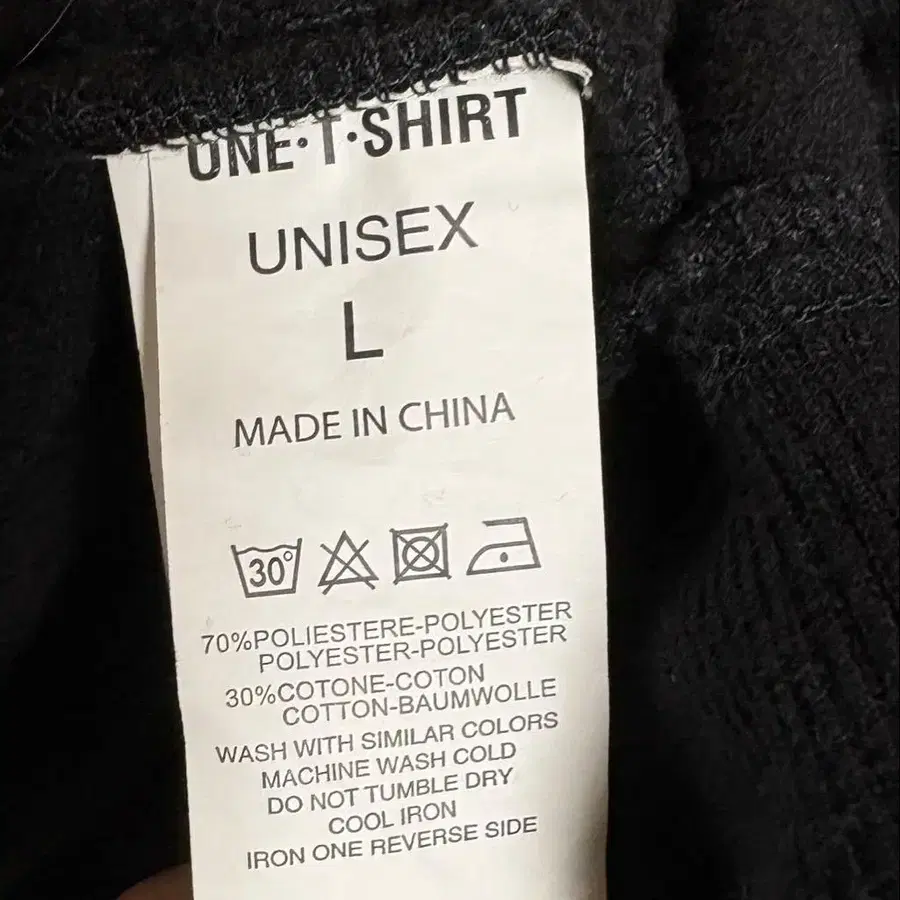 ONE·T·SHIRT
UNISEX
L
MADE IN CHINA
30°
70%POLIESTERE-POLYESTER
POLYESTER-POLYESTER
30%COTONE-COTON
COTTON-BAUMWOLLE
WASH WITH SIMILAR COLORS
MACHINE WASH COLD
DO NOT TUMBLE DRY
COOL IRON
IRON ONE REVERSE SIDE